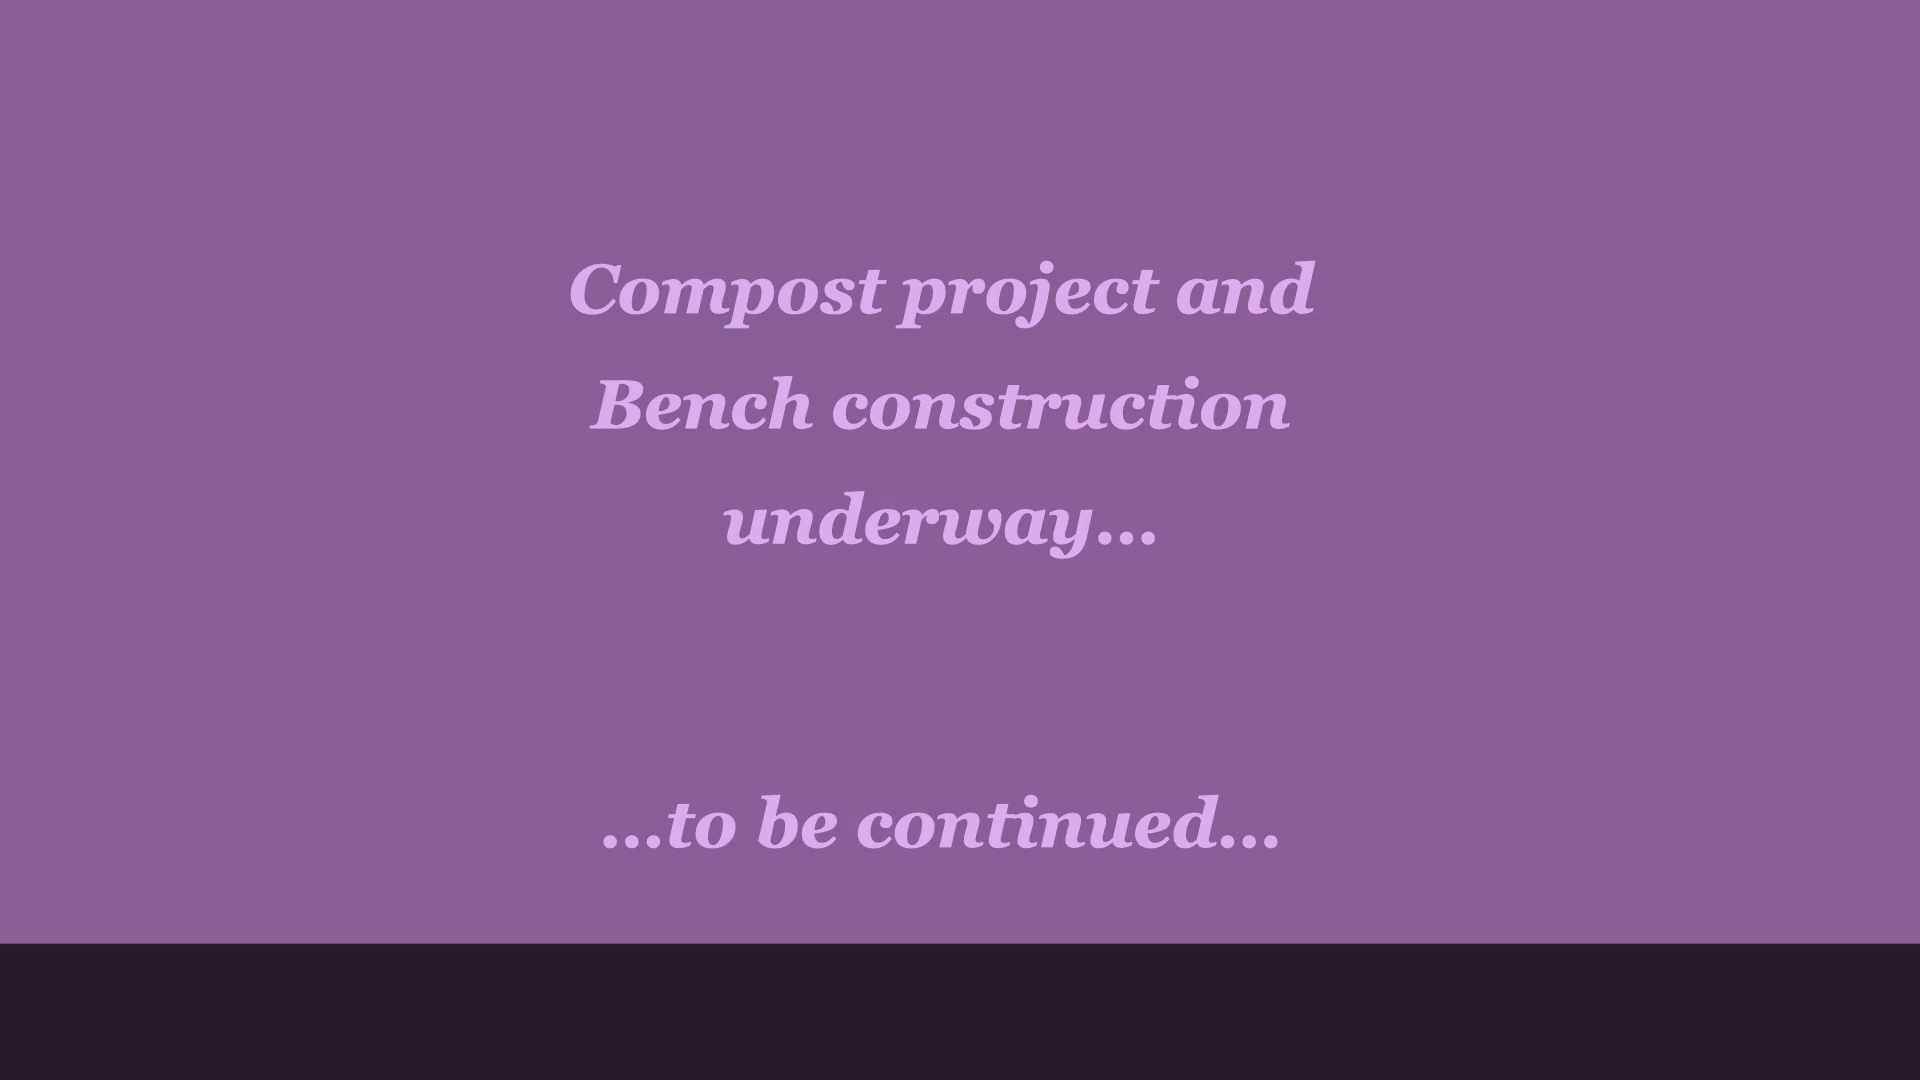 Compost project and
Bench construction
underway...
...to be continued...